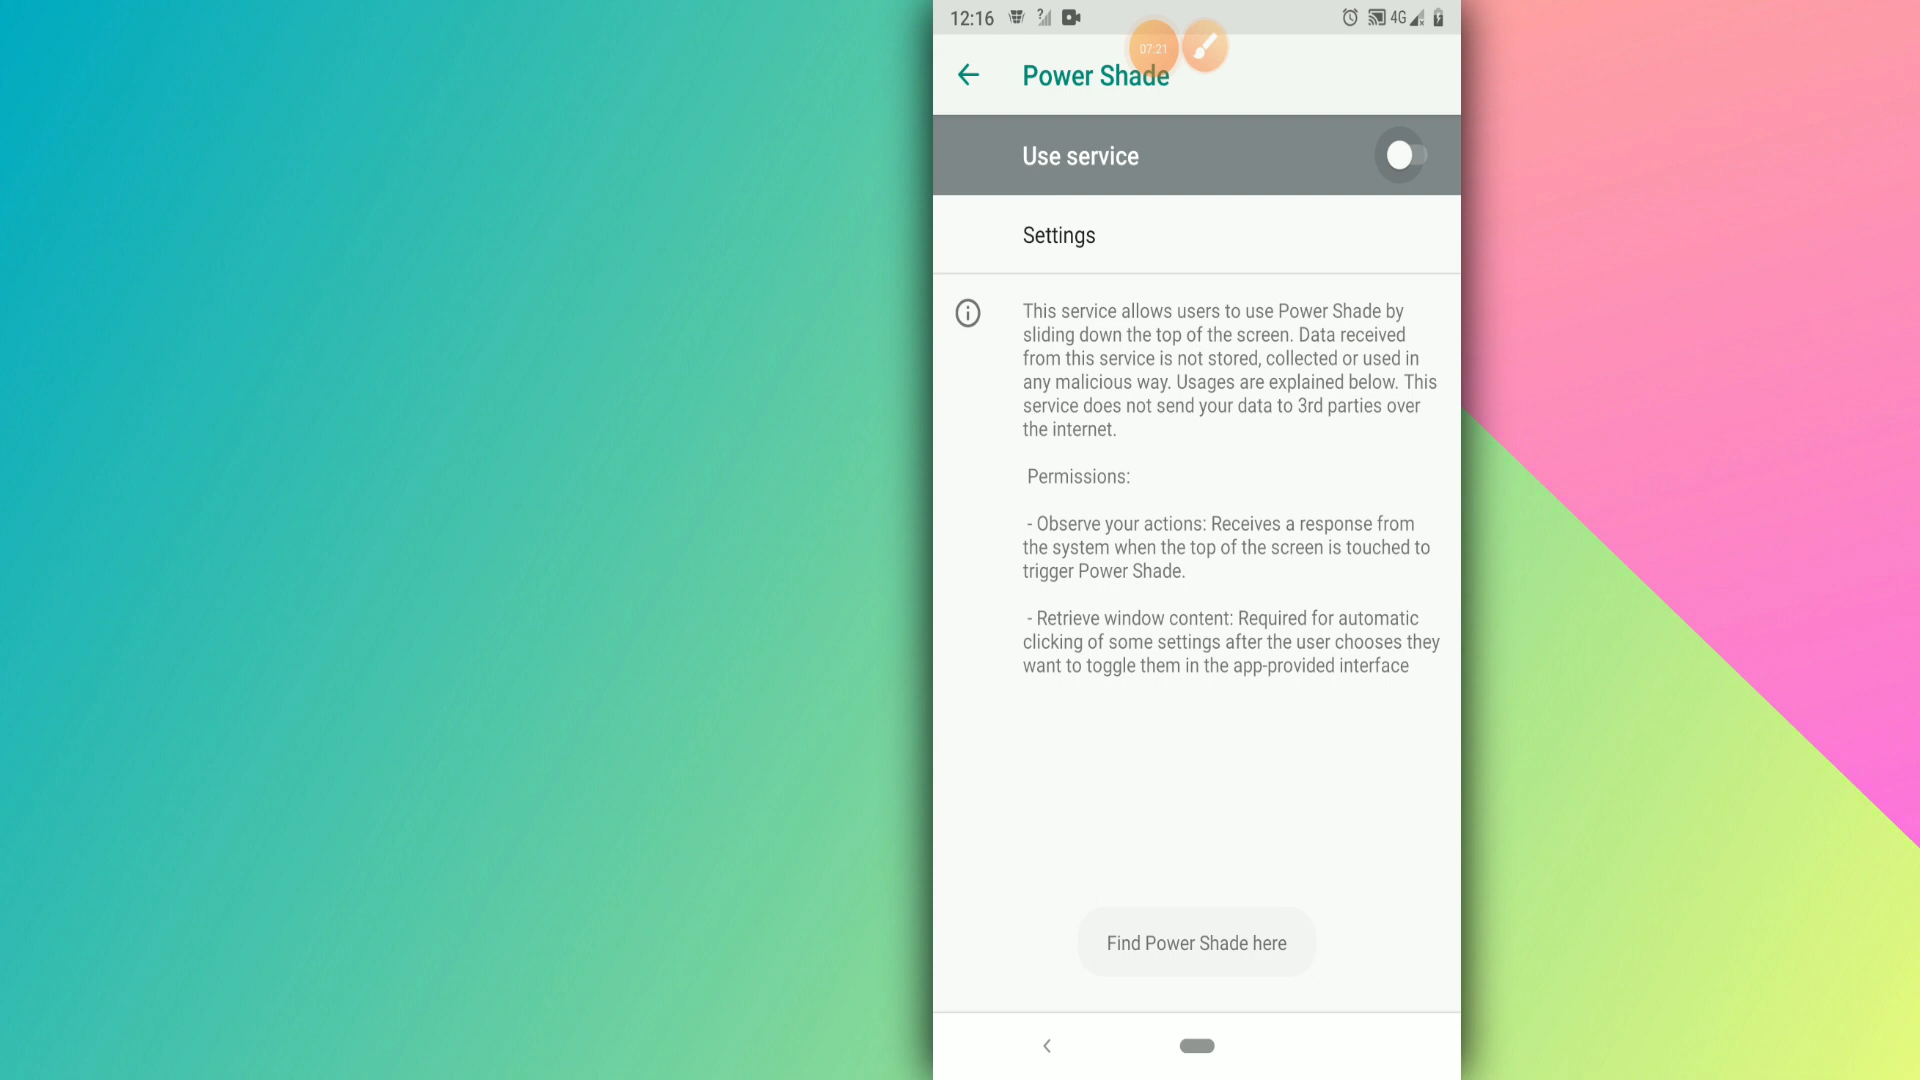 12:16 ? 4G
07:21
Power Shade
Use service
Settings
This service allows users to use Power Shade by
sliding down the top of the screen. Data received
from this service is not stored, collected or used in
any malicious way. Usages are explained below. This
service does not send your data to 3rd parties over
the internet.
Permissions:
- Observe your actions: Receives a response from
the system when the top of the screen is touched to
trigger Power Shade.
- Retrieve window content: Required for automatic
clicking of some settings after the user chooses they
want to toggle them in the app-provided interface
Find Power Shade here